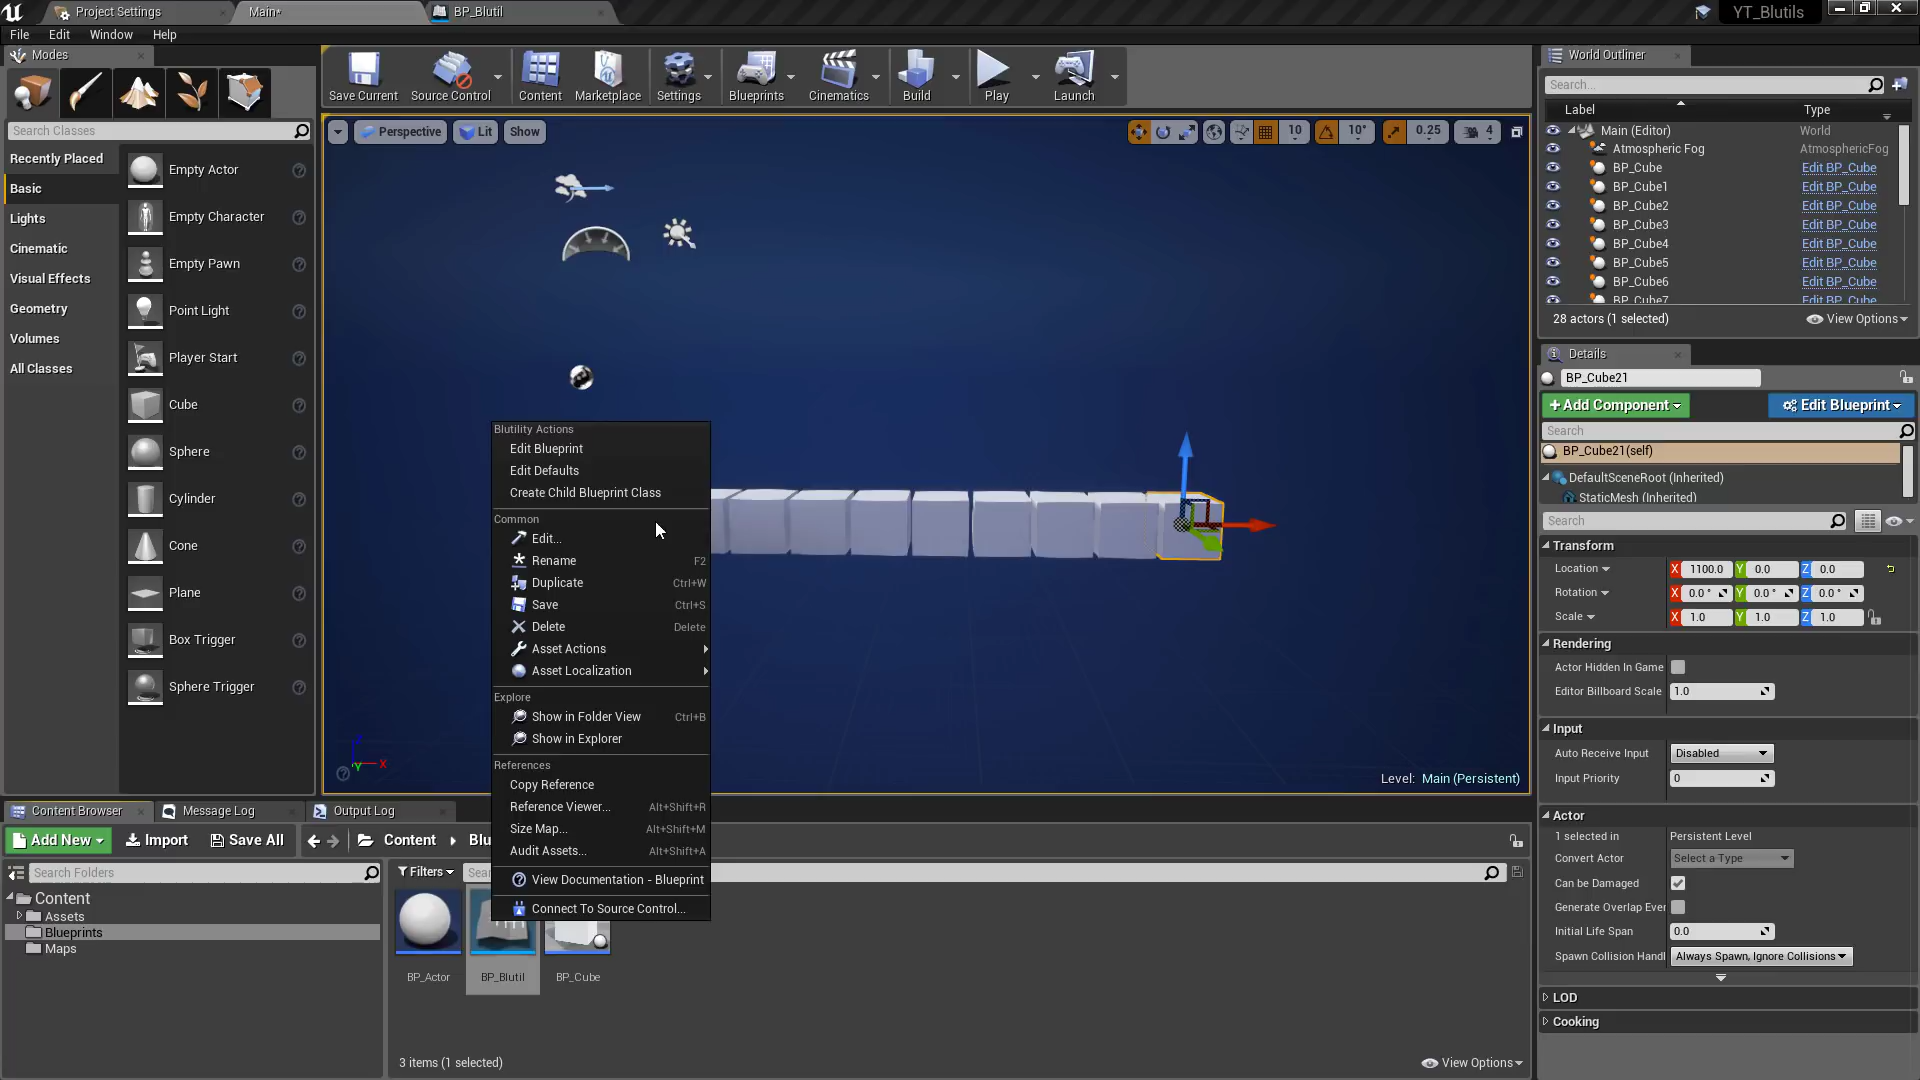 Project Settings
Main*
BP_Blutil
YT_Blutils
File Edit Window Help
Modes
Search Classes
Recently Placed
Basic
Lights
Cinematic
Visual Effects
Geometry
Volumes
All Classes
Empty Actor
Empty Character
Empty Pawn
Point Light
Player Start
Cube
Sphere
Cylinder
Cone
Plane
Box Trigger
Sphere Trigger
Save Current
Source Control
Content
Marketplace
Settings
Blueprints
Cinematics
Build
Play
Launch
Perspective Lit Show
10 10° 0.25 4
Blutility Actions
Edit Blueprint
Edit Defaults
Create Child Blueprint Class
Common
Edit...
Rename F2
Duplicate Ctrl+W
Save Ctrl+S
Delete Delete
Asset Actions
Asset Localization
Explore
Show in Folder View Ctrl+B
Show in Explorer
References
Copy Reference
Reference Viewer... Alt+Shift+R
Size Map... Alt+Shift+M
Audit Assets... Alt+Shift+A
View Documentation - Blueprint
Connect To Source Control...
X
Level: Main (Persistent)
World Outliner
Search...
Label Type
Main (Editor) World
Atmospheric Fog AtmosphericFog
BP_Cube Edit BP_Cube
BP_Cube1 Edit BP_Cube
BP_Cube2 Edit BP_Cube
BP_Cube3 Edit BP_Cube
BP_Cube4 Edit BP_Cube
BP_Cube5 Edit BP_Cube
BP_Cube6 Edit BP_Cube
BP_Cube7 Edit BP_Cube
28 actors (1 selected)
View Options
Details
BP_Cube21
+Add Component
Edit Blueprint
Search
BP_Cube21(self)
DefaultSceneRoot (Inherited)
StaticMesh (Inherited)
Search
Transform
Location X 1100.0 Y 0.0 Z 0.0
Rotation X 0.0 ° Y 0.0 ° Z 0.0 °
Scale X 1.0 Y 1.0 Z 1.0
Rendering
Actor Hidden In Game
Editor Billboard Scale 1.0
Input
Auto Receive Input Disabled
Input Priority 0
Actor
1 selected in Persistent Level
Convert Actor Select a Type
Can be Damaged
Generate Overlap Ever
Initial Life Span 0.0
Spawn Collision Handl Always Spawn, Ignore Collisions
LOD
Cooking
Content Browser
Message Log
Output Log
Add New
Import
Save All
Content
Blu
Search Folders
Filters
Sea
Content
Assets
Blueprints
Maps
BP_Actor
BP_Blutil
BP_Cube
3 items (1 selected)
View Options